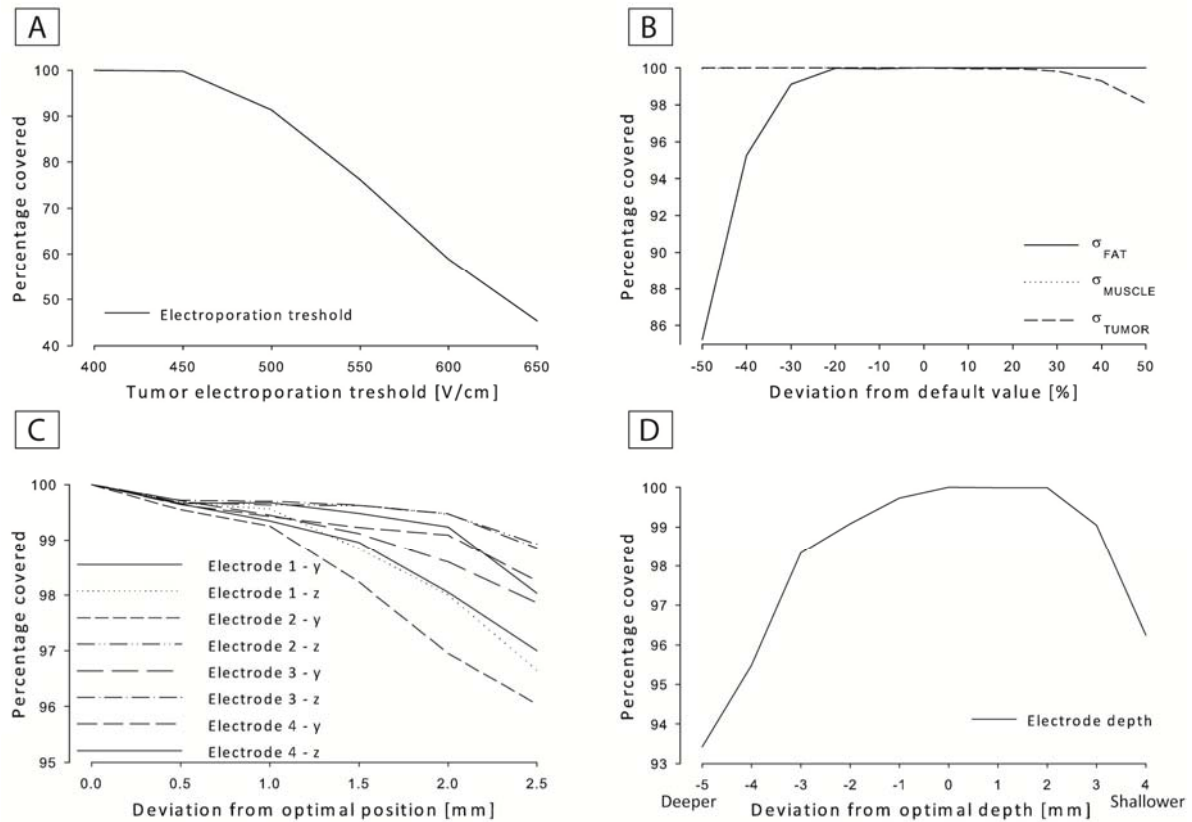 A
100
90
80
70
60
50
40
Percentage covered
Electroporation treshold
400 450 500 550 600 650
Tumor electroporation treshold [V/cm]
B
100
98
96
94
92
90
88
86
Percentage covered
σ FAT
σ MUSCLE
σ TUMOR
-50 -40 -30 -20 -10 0 10 20 30 40 50
Deviation from default value [%]
C
100
99
98
97
96
95
Percentage covered
Electrode 1 - y
Electrode 1 - z
Electrode 2 - y
Electrode 2 - z
Electrode 3 - y
Electrode 3 - z
Electrode 4 - y
Electrode 4 - z
0.0 0.5 1.0 1.5 2.0 2.5
Deviation from optimal position [mm]
D
100
99
98
97
96
95
94
93
Percentage covered
Electrode depth
-5 -4 -3 -2 -1 0 1 2 3 4
Deeper Shallower
Deviation from optimal depth [mm]